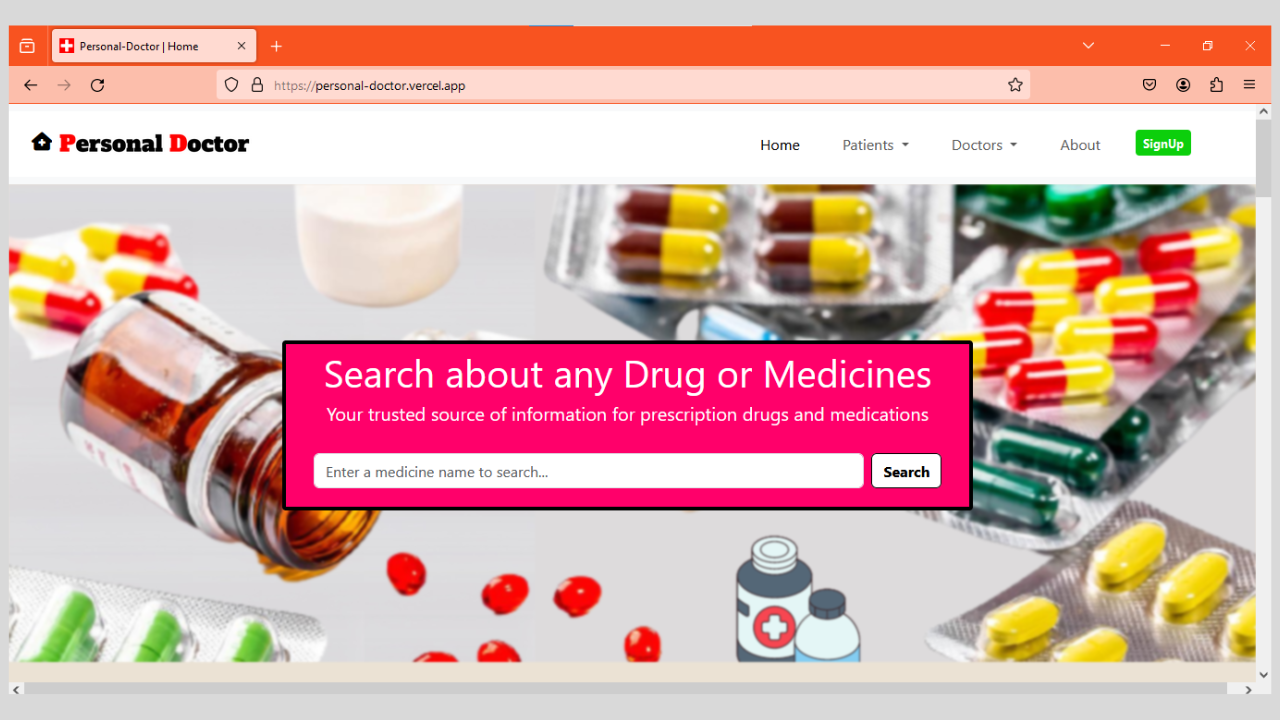 Personal-Doctor | Home
https://personal-doctor.vercel.app
Personal Doctor
Home Patients Doctors About SignUp
Search about any Drug or Medicines
Your trusted source of information for prescription drugs and medications
Enter a medicine name to search...
Search